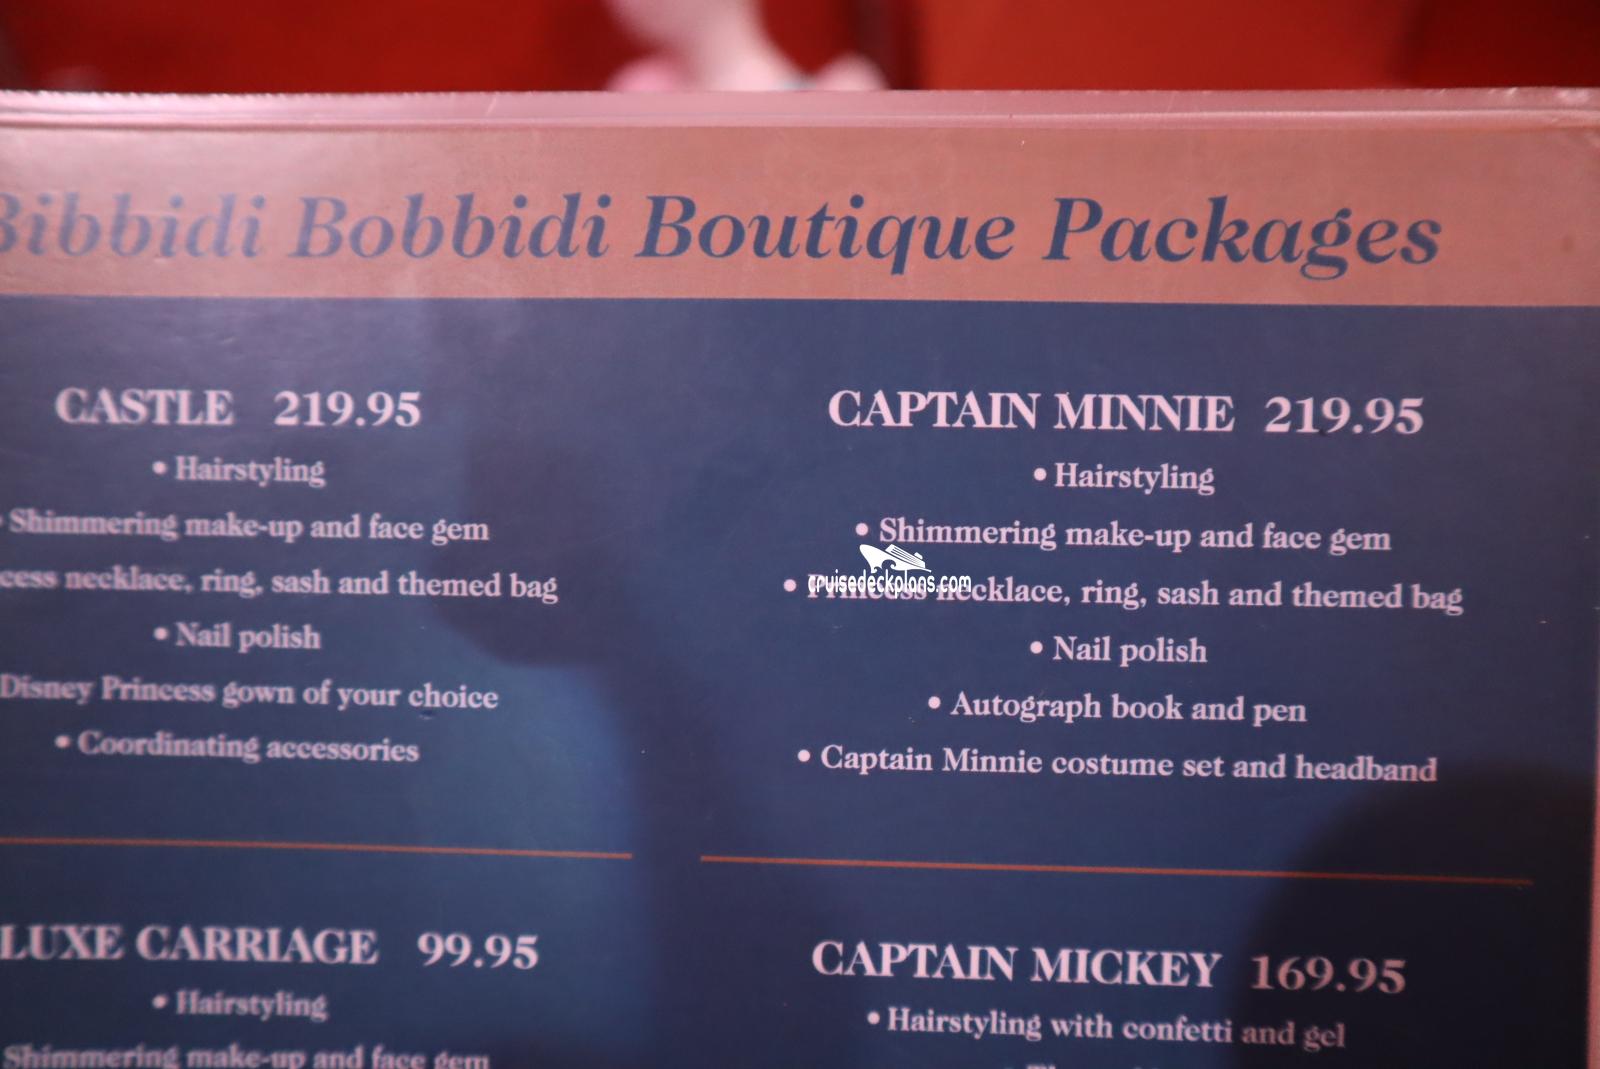 Bibbidi Bobbidi Boutique Packages
CASTLE 219.95
• Hairstyling
• Shimmering make-up and face gem
cess necklace, ring, sash and themed bag
• Nail polish
Disney Princess gown of your choice
• Coordinating accessories
LUXE CARRIAGE 99.95
• Hairstyling
Shimmering make-up and face gem
CAPTAIN MINNIE 219.95
• Hairstyling
• Shimmering make-up and face gem
• Princess necklace, ring, sash and themed bag
cruisedeckplans.com
• Nail polish
• Autograph book and pen
• Captain Minnie costume set and headband
CAPTAIN MICKEY 169.95
• Hairstyling with confetti and gel